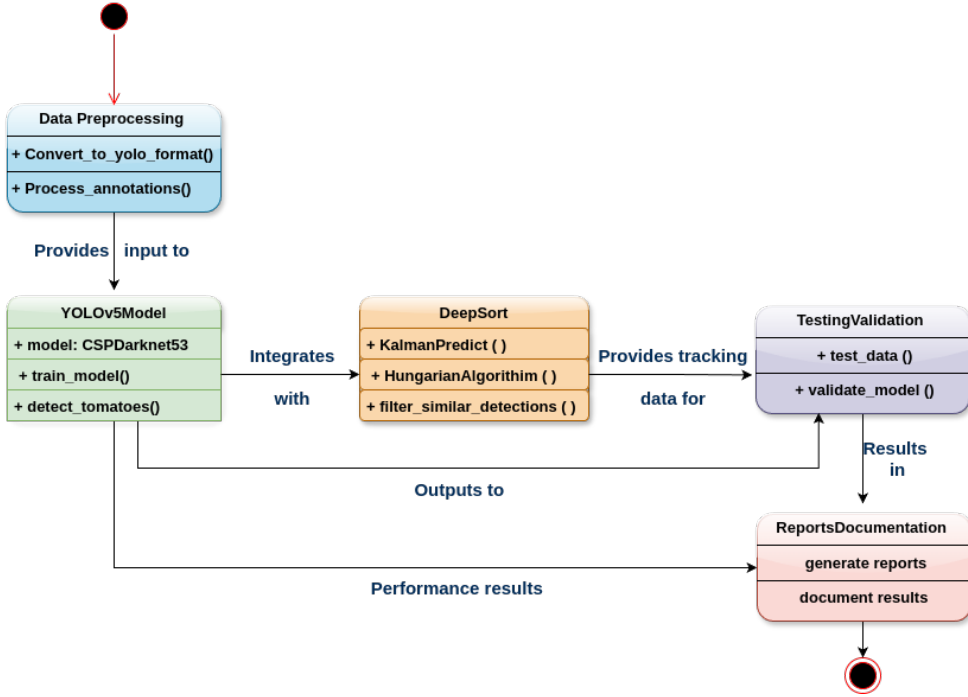 Data Preprocessing
+ Convert_to_yolo_format()
+ Process_annotations()
Provides input to
YOLOv5Model
+ model: CSPDarknet53
+ train_model()
+ detect_tomatoes()
Integrates
with
DeepSort
+ KalmanPredict ( )
+ HungarianAlgorithim ( )
+ filter_similar_detections ( )
Provides tracking
data for
TestingValidation
+ test_data ()
+ validate_model ()
Outputs to
Results
in
Performance results
ReportsDocumentation
generate reports
document results